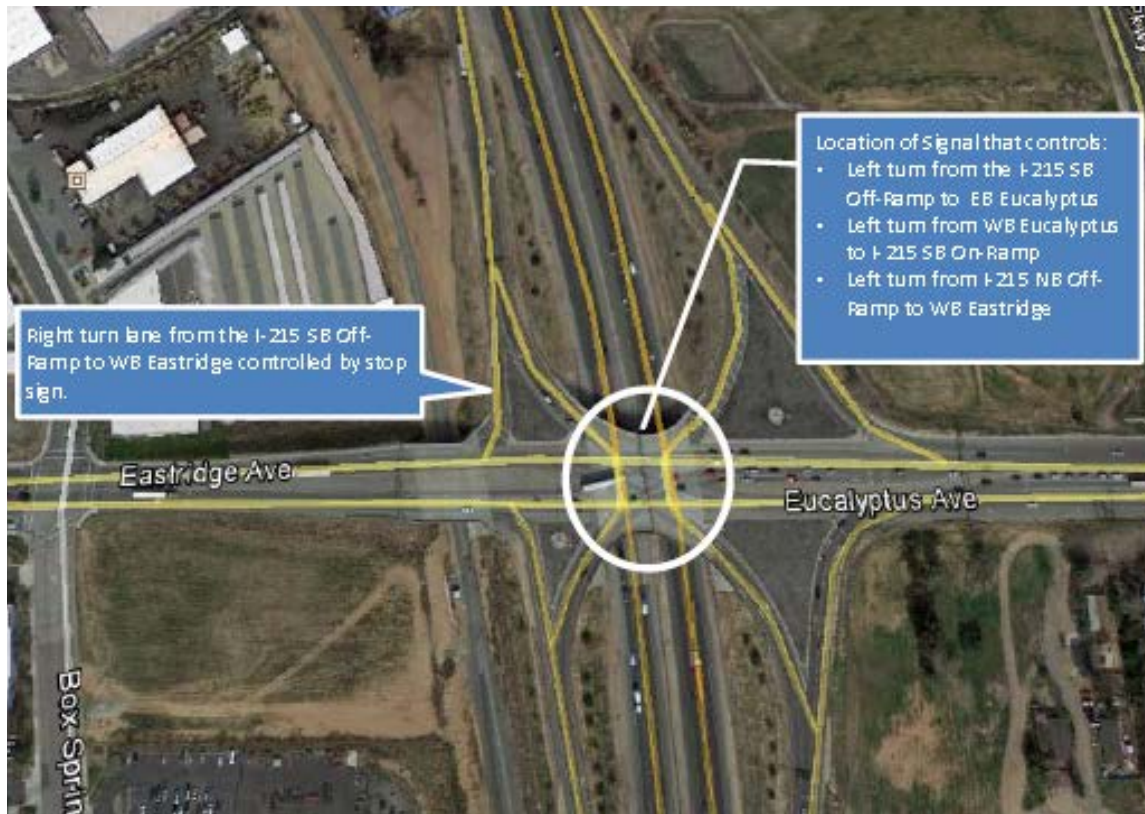 Location of Signal that controls:
• Left turn from the I-215 SB
Off-Ramp to EB Eucalyptus
• Left turn from WB Eucalyptus
to I-215 SB On-Ramp
• Left turn from I-215 NB Off-
Ramp to WB Eastridge
Right turn lane from the I-215 SB Off-
Ramp to WB Eastridge controlled by stop
sign.
Eastridge Ave
Eucalyptus Ave
Box Sprin